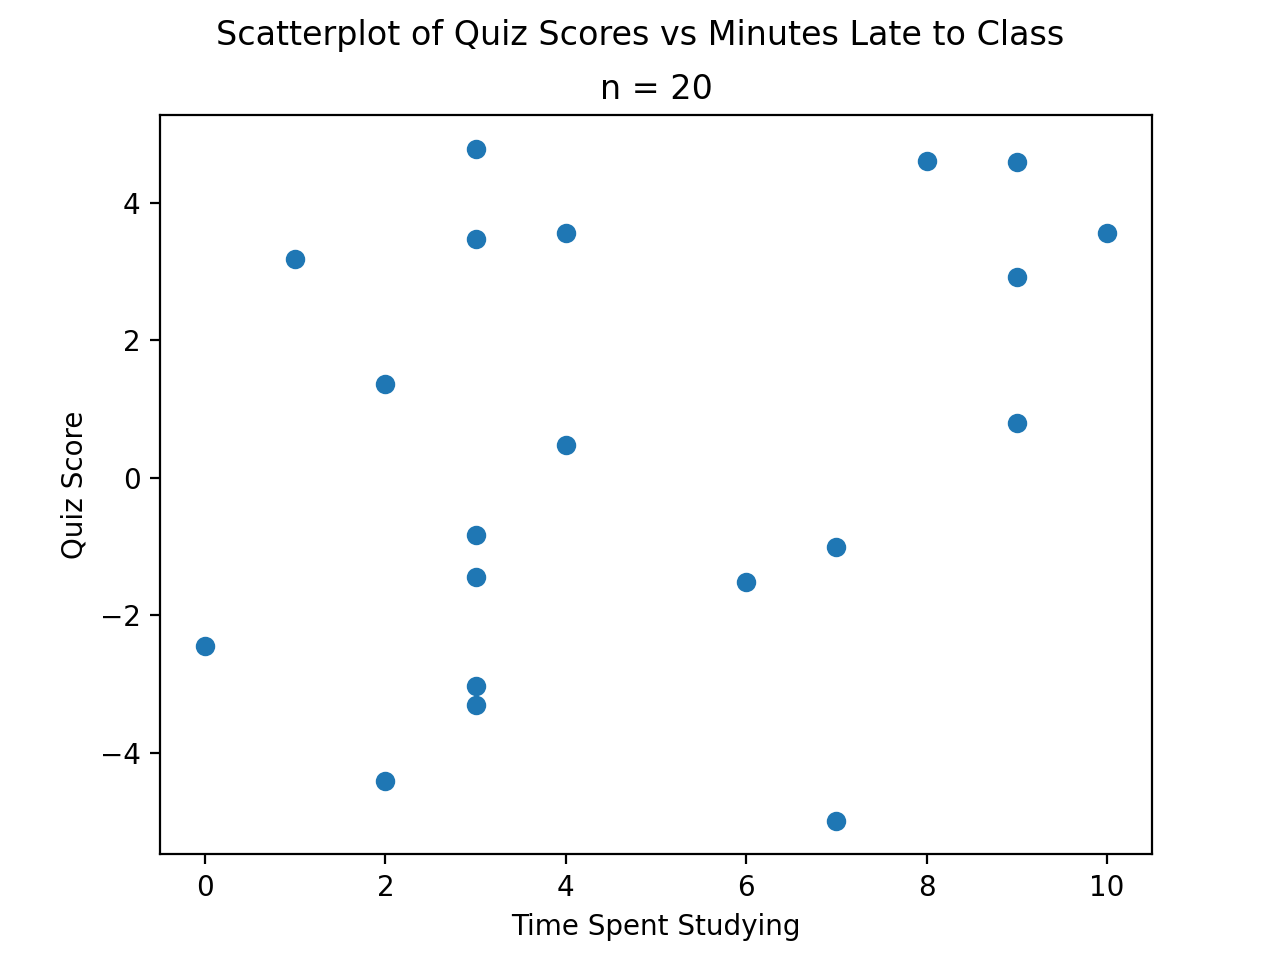 Scatterplot of Quiz Scores vs Minutes Late to Class
n = 20
4
2
0
−2
−4
Quiz Score
0 2 4 6 8 10
Time Spent Studying